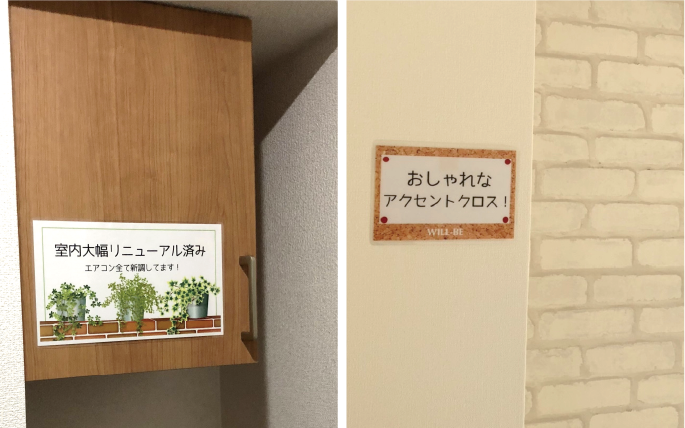 室内大幅リニューアル済み
エアコン全て新調してます！
おしゃれな
アクセントクロス！
WILL-BE